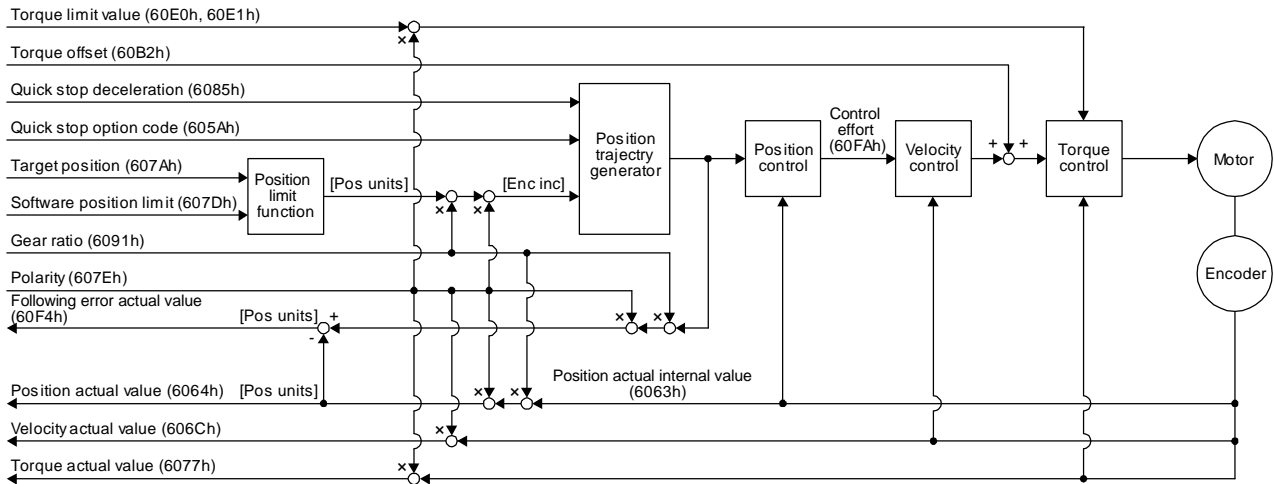 Torque limit value (60E0h, 60E1h)
×
Torque offset (60B2h)
Quick stop deceleration (6085h)
Quick stop option code (605Ah)
Position
trajectry
generator
Position
control
Control
effort
(60FAh)
Velocity
control
+
+
Torque
control
Motor
Target position (607Ah)
Position
limit
function
[Pos units]
×
×
[Enc inc]
Software position limit (607Dh)
Gear ratio (6091h)
Encoder
Polarity (607Eh)
Following error actual value
(60F4h)
[Pos units]
+
-
×
×
Position actual value (6064h)
[Pos units]
×
×
Position actual internal value
(6063h)
Velocity actual value (606Ch)
×
Torque actual value (6077h)
×